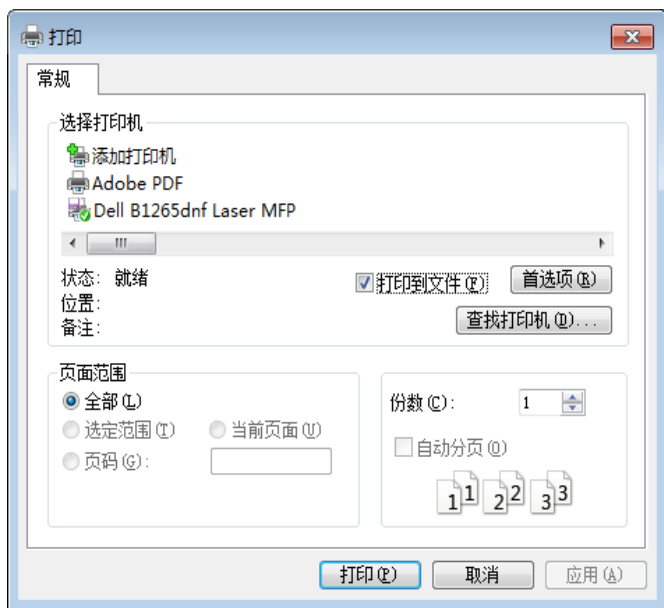 打印
常规
选择打印机
添加打印机
Adobe PDF
Dell B1265dnf Laser MFP
状态: 就绪
打印到文件(F)
首选项(R)
位置:
备注:
查找打印机(D)...
页面范围
全部(L)
选定范围(T) 当前页面(U)
页码(G):
份数(C): 1
自动分页(O)
1 1 2 2 3 3
打印(P) 取消 应用(A)